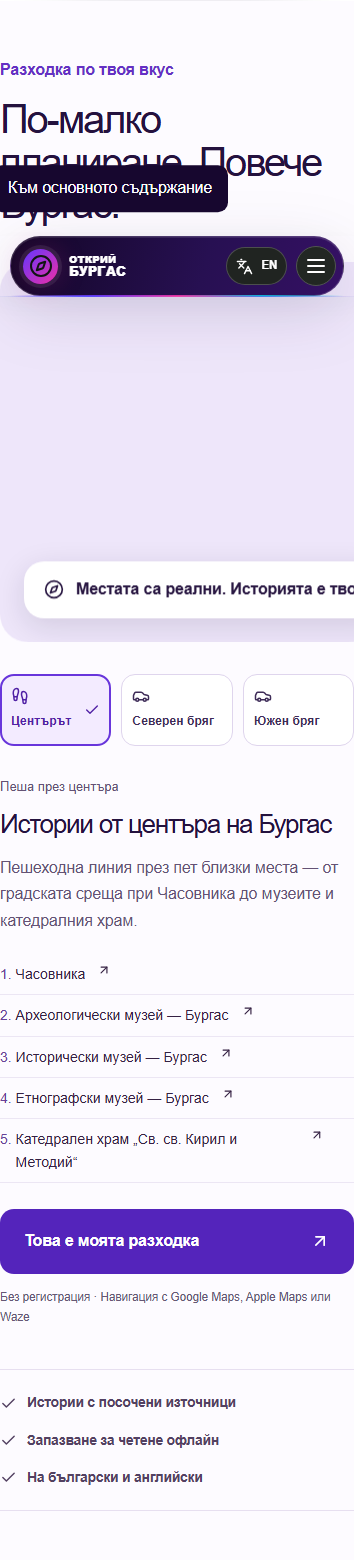 Разходка по твоя вкус
По-малко
планиране. Повече
Към основното съдържание
Бургас.
ОТКРИЙ
БУРГАС
EN
Местата са реални. Историята е тво
Центърът
Северен бряг
Южен бряг
Пеша през центъра
Истории от центъра на Бургас
Пешеходна линия през пет близки места — от
градската среща при Часовника до музеите и
катедралния храм.
1. Часовника
2. Археологически музей — Бургас
3. Исторически музей — Бургас
4. Етнографски музей — Бургас
5. Катедрален храм „Св. св. Кирил и
Методий“
Това е моята разходка
Без регистрация · Навигация с Google Maps, Apple Maps или
Waze
Истории с посочени източници
Запазване за четене офлайн
На български и английски